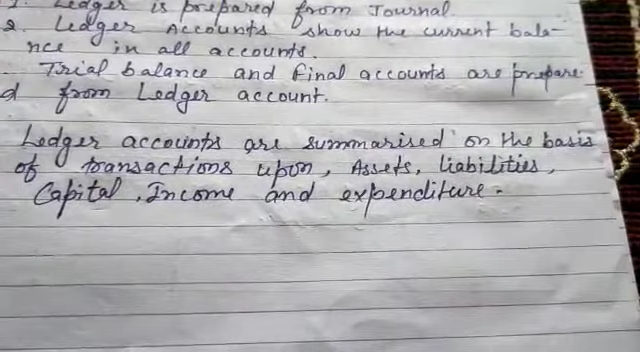 1. Ledger is prepared from Journal.
2. Ledger Accounts show the current bala-
nce in all accounts.
Trial balance and final accounts are prepare
d from Ledger account.
Ledger accounts are summarised on the basis
of transactions upon, Assets, liabilities,
Capital, Income and expenditure.